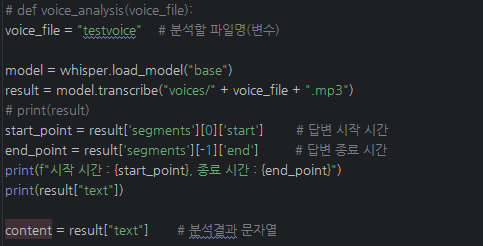 # def voice_analysis(voice_file):
voice_file = "testvoice"    # 분석할 파일명(변수)

model = whisper.load_model("base")
result = model.transcribe("voices/" + voice_file + ".mp3")
# print(result)
start_point = result['segments'][0]['start']    # 답변 시작 시간
end_point = result['segments'][-1]['end']    # 답변 종료 시간
print(f"시작 시간 : {start_point}, 종료 시간 : {end_point}")
print(result["text"])

content = result["text"]    # 분석결과 문자열